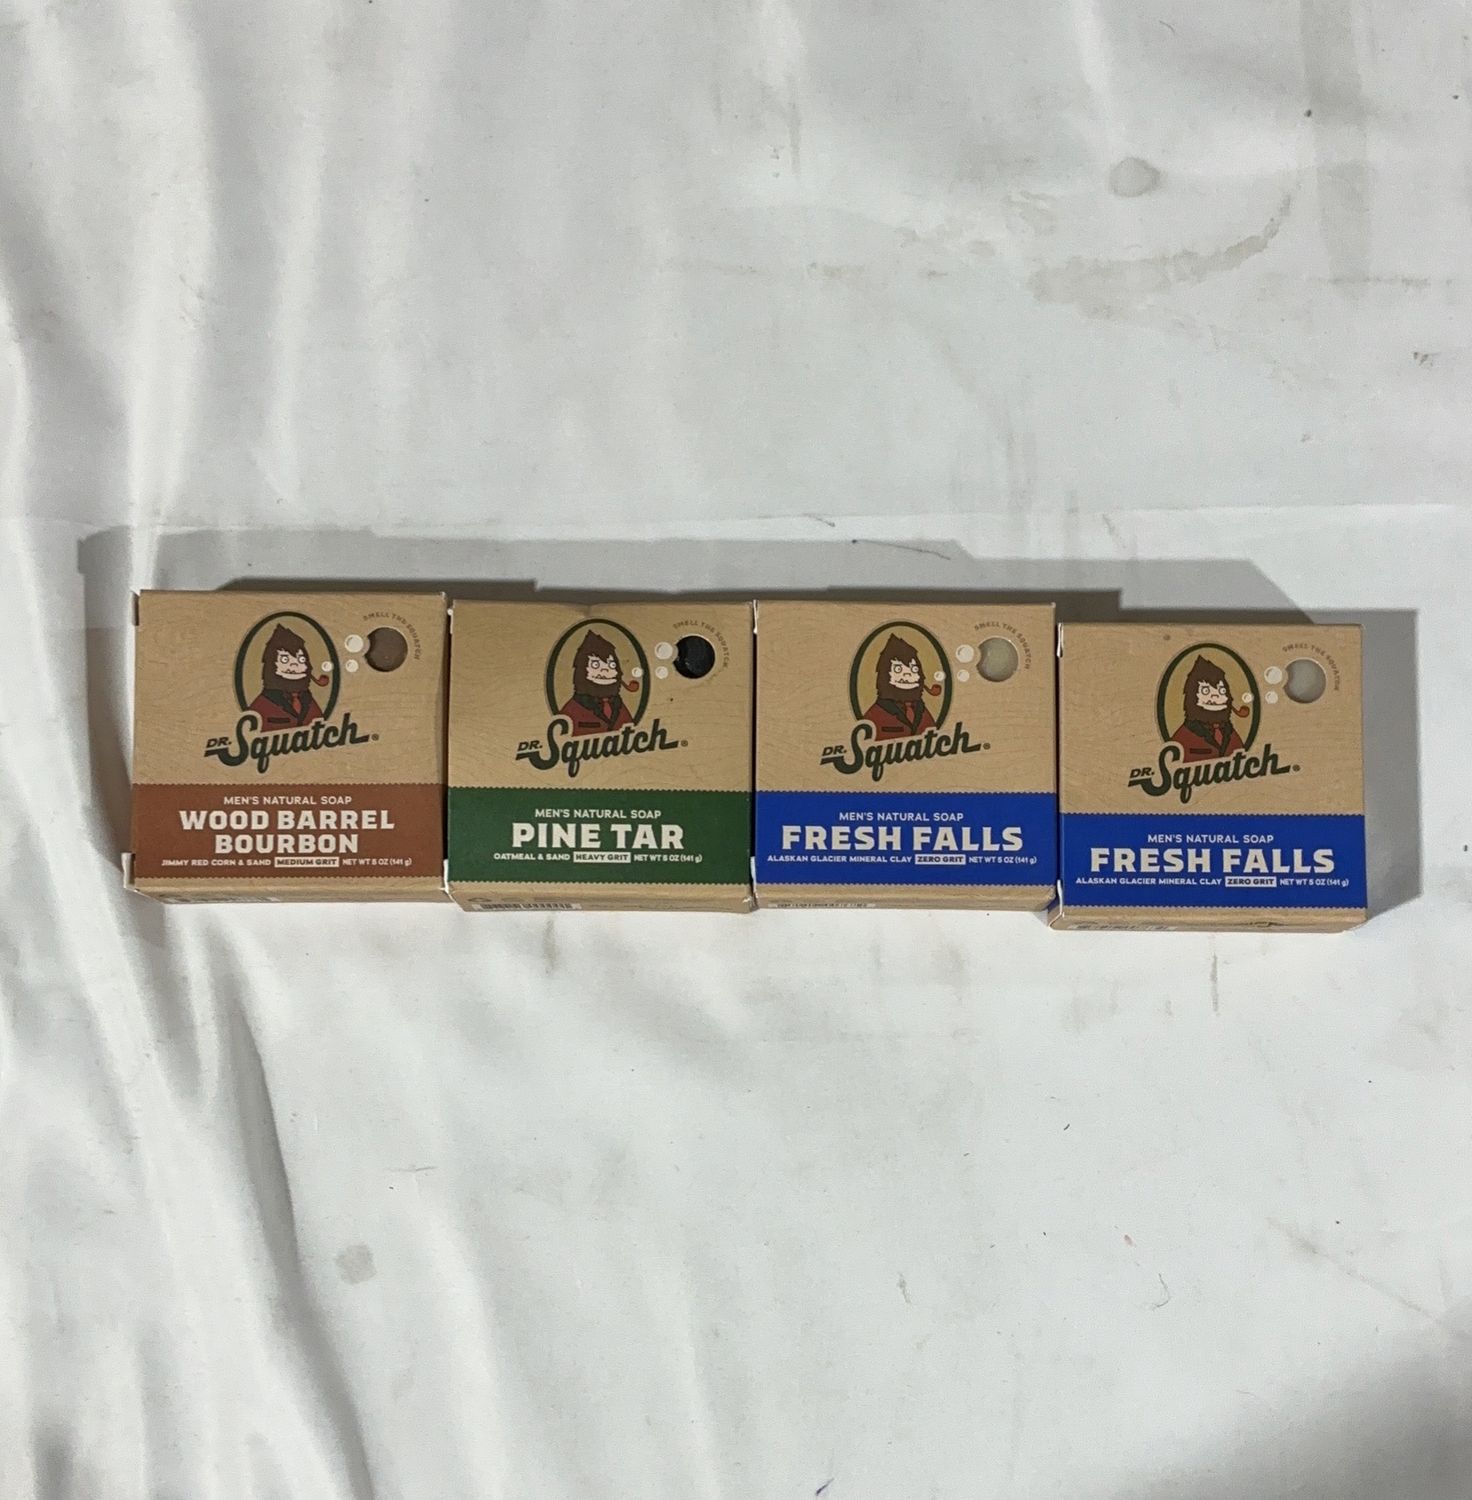 SMELL THE SQUATCH
DR. Squatch®
MEN'S NATURAL SOAP
WOOD BARREL
BOURBON
JIMMY RED CORN & SAND MEDIUM GRIT NET WT 5 OZ (141 g)
SMELL THE SQUATCH
DR. Squatch®
MEN'S NATURAL SOAP
PINE TAR
OATMEAL & SAND HEAVY GRIT NET WT 5 OZ (141 g)
SMELL THE SQUATCH
DR. Squatch®
MEN'S NATURAL SOAP
FRESH FALLS
ALASKAN GLACIER MINERAL CLAY ZERO GRIT NET WT 5 OZ (141 g)
SMELL THE SQUATCH
DR. Squatch®
MEN'S NATURAL SOAP
FRESH FALLS
ALASKAN GLACIER MINERAL CLAY ZERO GRIT NET WT 5 OZ (141 g)